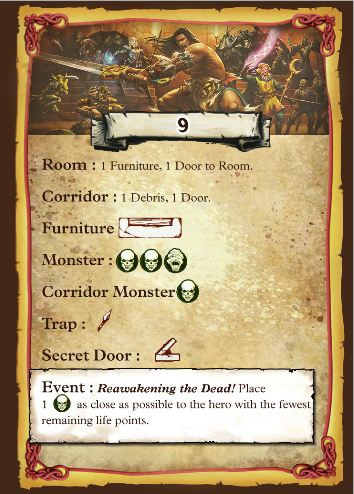 9
Room : 1 Furniture, 1 Door to Room.
Corridor : 1 Debris, 1 Door.
Furniture
Monster :
Corridor Monster
Trap :
Secret Door :
Event : Reawakening the Dead! Place
1 as close as possible to the hero with the fewest
remaining life points.